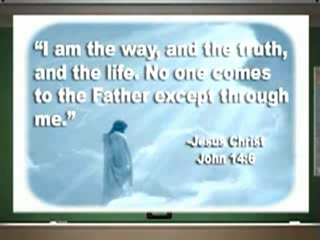 “I am the way, and the truth,
and the life. No one comes
to the Father except through
me.”
-Jesus Christ
John 14:6